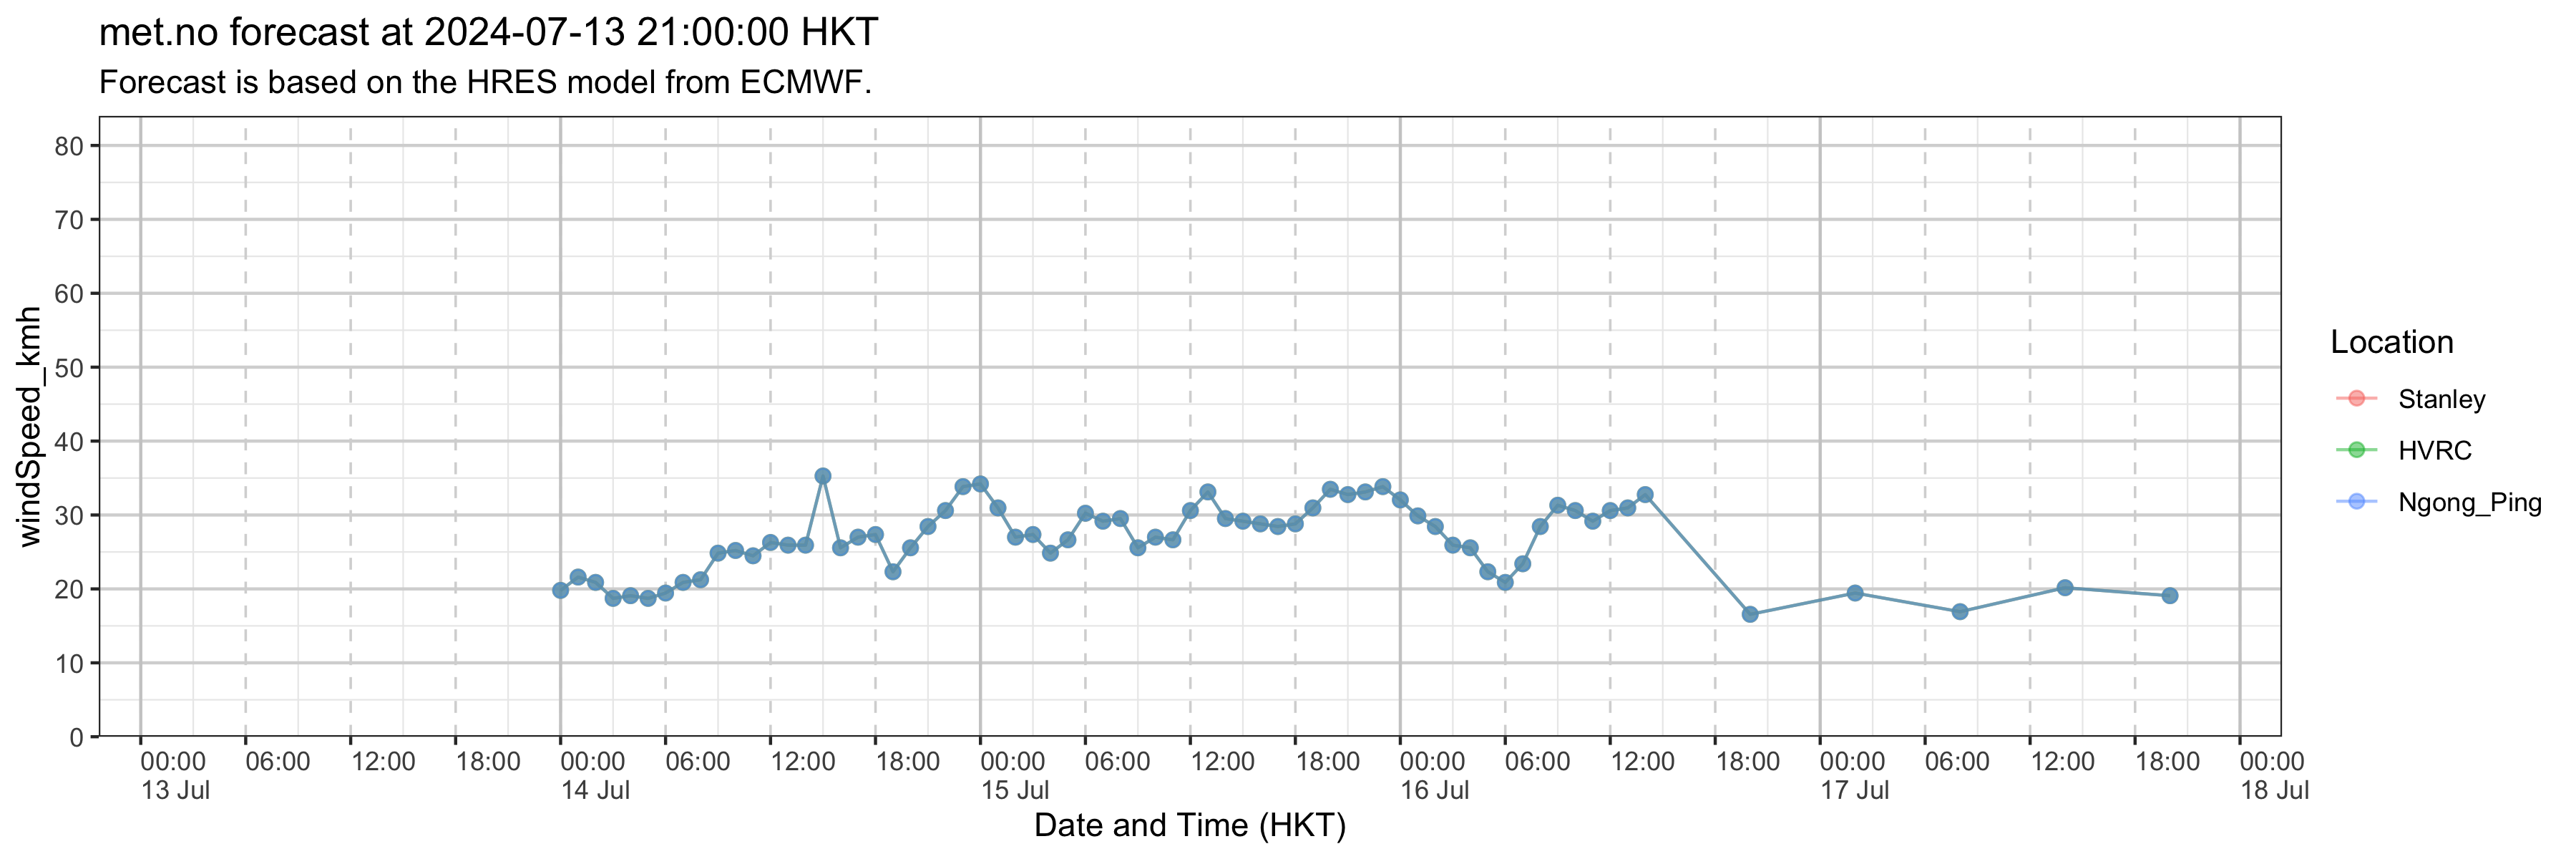 met.no forecast at 2024-07-13 21:00:00 HKT
Forecast is based on the HRES model from ECMWF.
windSpeed_kmh
80
70
60
50
40
30
20
10
0
00:00 06:00 12:00 18:00 00:00 06:00 12:00 18:00 00:00 06:00 12:00 18:00 00:00 06:00 12:00 18:00 00:00 06:00 12:00 18:00 00:00
13 Jul 14 Jul 15 Jul 16 Jul 17 Jul 18 Jul
Date and Time (HKT)
Location
Stanley
HVRC
Ngong_Ping